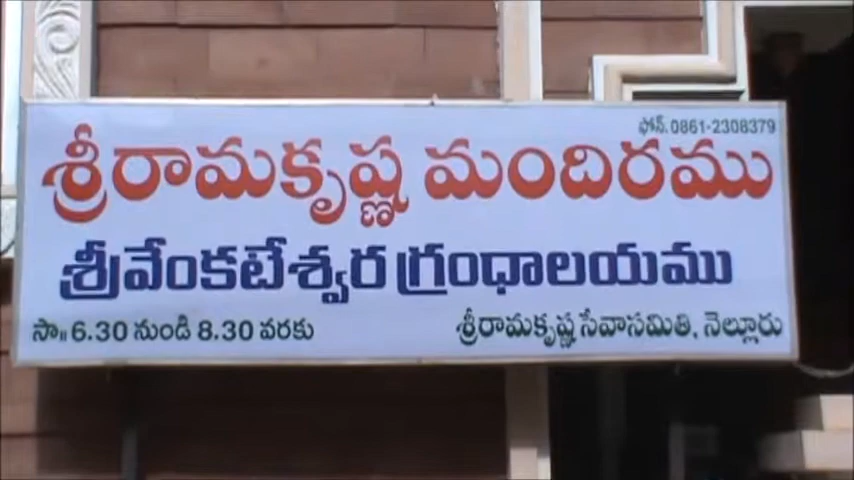 ఫోన్.0861-2308379
శ్రీరామకృష్ణ మందిరము
శ్రీవేంకటేశ్వర గ్రంధాలయము
సా॥6.30 నుండి 8.30 వరకు
శ్రీరామకృష్ణ సేవాసమితి, నెల్లూరు